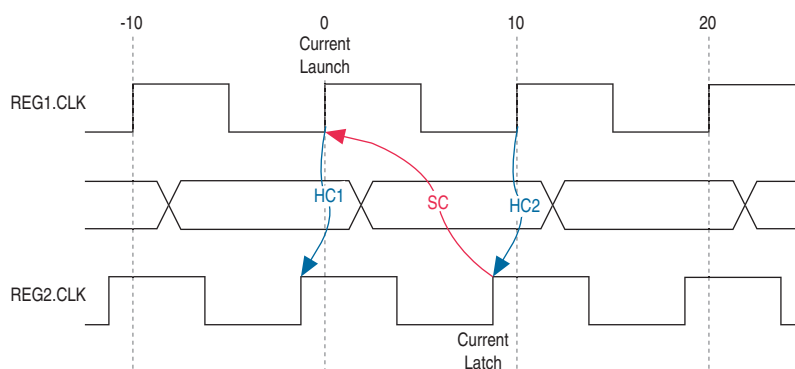 -10
0
10
20
Current
Launch
REG1.CLK
HC1
SC
HC2
REG2.CLK
Current
Latch